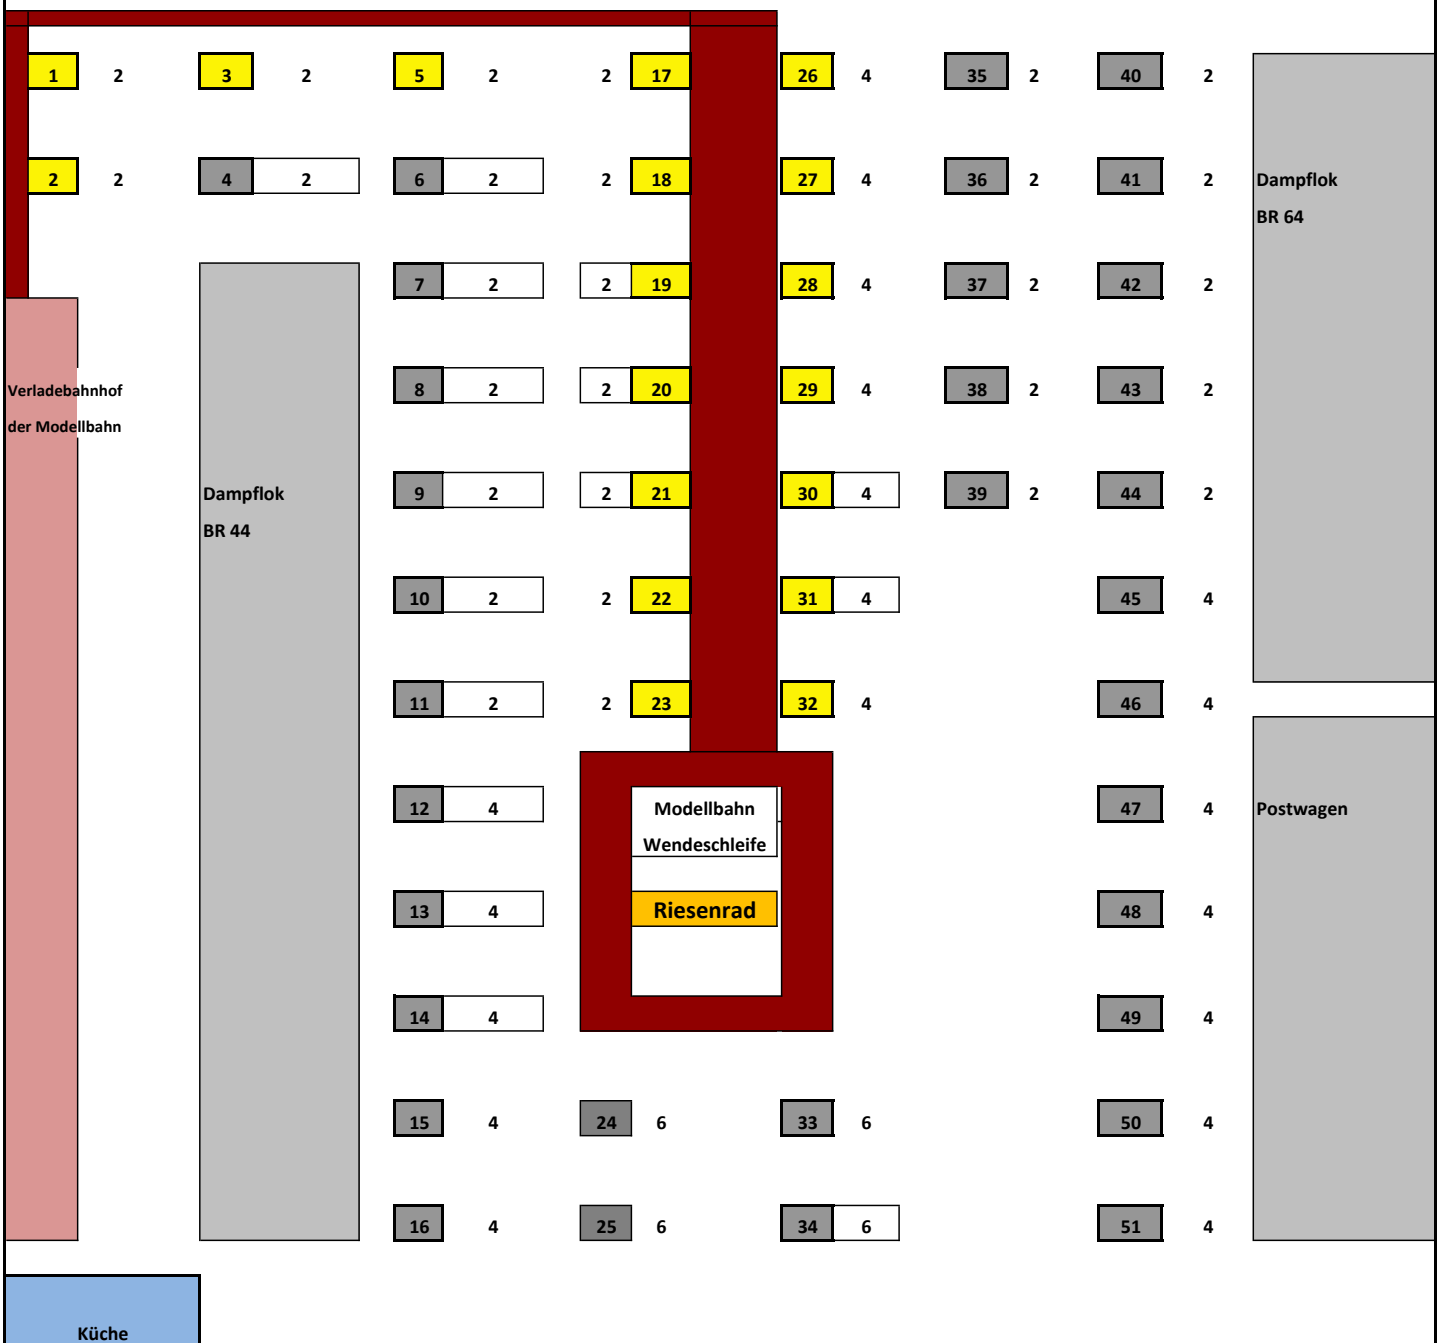 1 2 3 2 5 2 2 17 26 4 35 2 40 2
2 2 4 2 6 2 2 18 27 4 36 2 41 2 Dampflok
BR 64
7 2 2 19 28 4 37 2 42 2
Verladebahnhof 8 2 2 20 29 4 38 2 43 2
der Modellbahn
Dampflok 9 2 2 21 30 4 39 2 44 2
BR 44
10 2 2 22 31 4 45 4
11 2 2 23 32 4 46 4
12 4 Modellbahn 47 4 Postwagen
Wendeschleife
13 4 Riesenrad 48 4
14 4 49 4
15 4 24 6 33 6 50 4
16 4 25 6 34 6 51 4
Küche